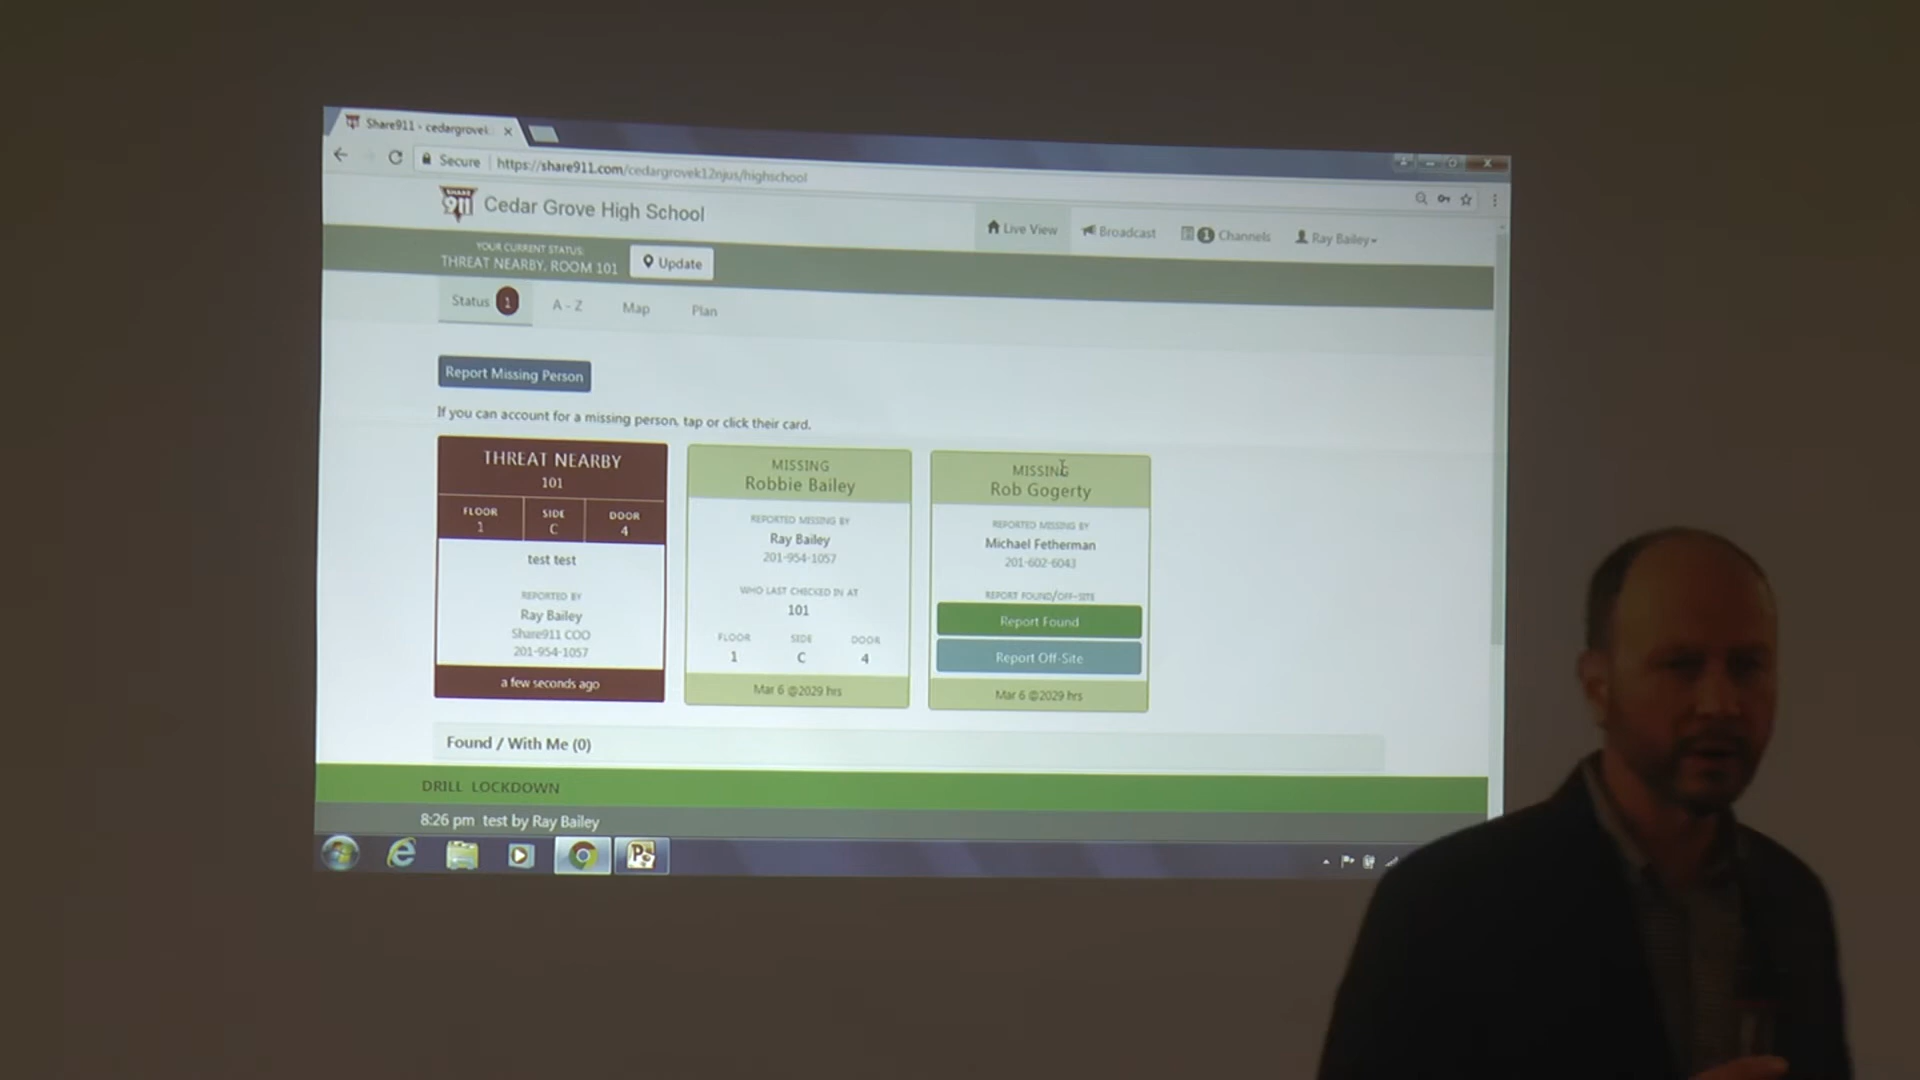 Share911 - cedargrovek
Secure https://share911.com/cedargrovek12njus/highschool
SHARE 911 Cedar Grove High School
Live View
Broadcast
1 Channels
Ray Bailey
YOUR CURRENT STATUS:
THREAT NEARBY, ROOM 101
Update
Status 1
A - Z
Map
Plan
Report Missing Person
If you can account for a missing person, tap or click their card.
THREAT NEARBY
101
FLOOR SIDE DOOR
1 C 4
test test
REPORTED BY
Ray Bailey
Share911 COO
201-954-1057
a few seconds ago
MISSING
Robbie Bailey
REPORTED MISSING BY
Ray Bailey
201-954-1057
WHO LAST CHECKED IN AT
101
FLOOR SIDE DOOR
1 C 4
Mar 6 @2029 hrs
MISSING
Rob Gogerty
REPORTED MISSING BY
Michael Fetherman
201-602-6043
REPORT FOUND/OFF-SITE
Report Found
Report Off-Site
Mar 6 @2029 hrs
Found / With Me (0)
DRILL LOCKDOWN
8:26 pm test by Ray Bailey